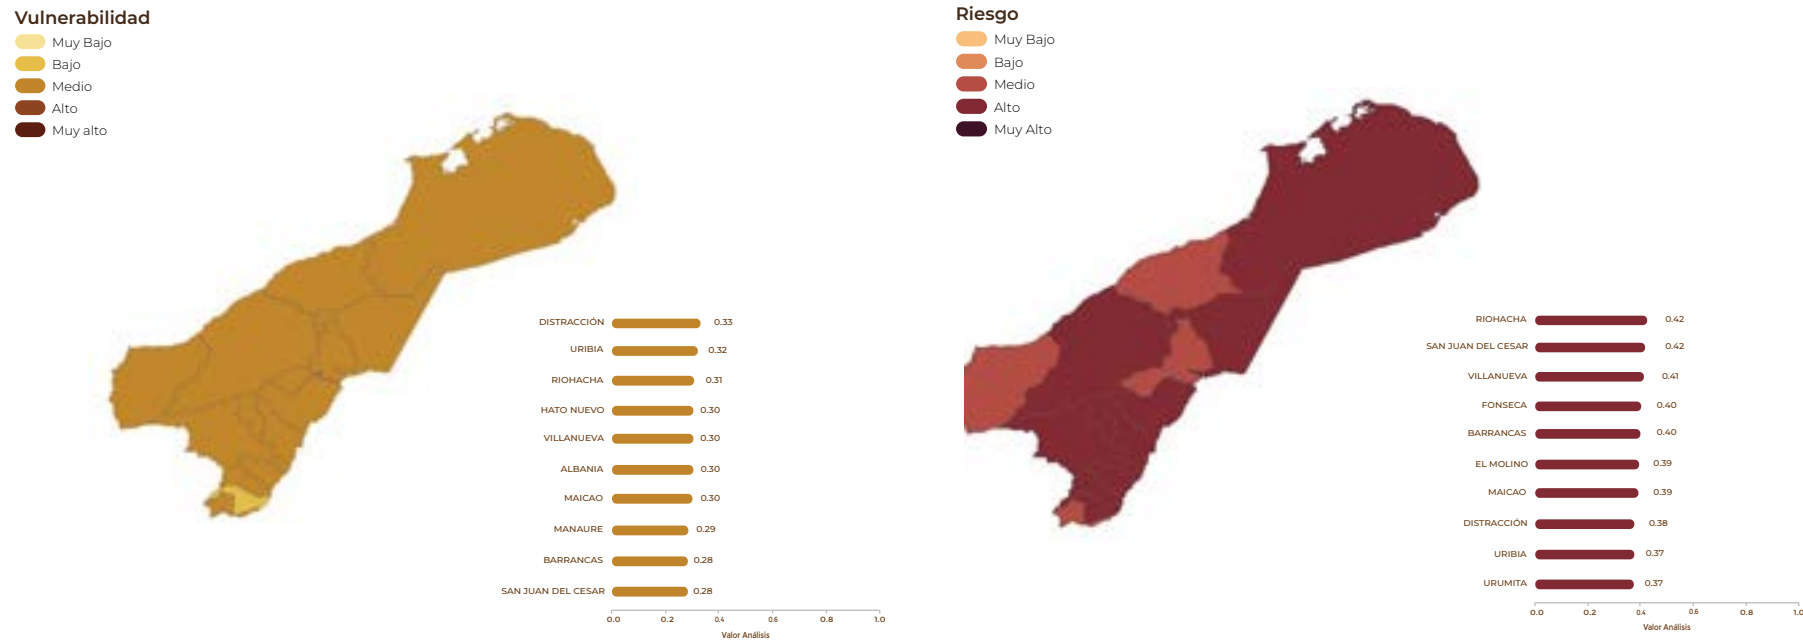 Vulnerabilidad
Muy Bajo
Bajo
Medio
Alto
Muy alto
DISTRACCIÓN 0.33
URIBIA 0.32
RIOHACHA 0.31
HATO NUEVO 0.30
VILLANUEVA 0.30
ALBANIA 0.30
MAICAO 0.30
MANAURE 0.29
BARRANCAS 0.28
SAN JUAN DEL CESAR 0.28
0.0 0.2 0.4 0.6 0.8 1.0
Valor Análisis
Riesgo
Muy Bajo
Bajo
Medio
Alto
Muy Alto
RIOHACHA 0.42
SAN JUAN DEL CESAR 0.42
VILLANUEVA 0.41
FONSECA 0.40
BARRANCAS 0.40
EL MOLINO 0.39
MAICAO 0.39
DISTRACCIÓN 0.38
URIBIA 0.37
URUMITA 0.37
0.0 0.2 0.4 0.6 0.8 1.0
Valor Análisis